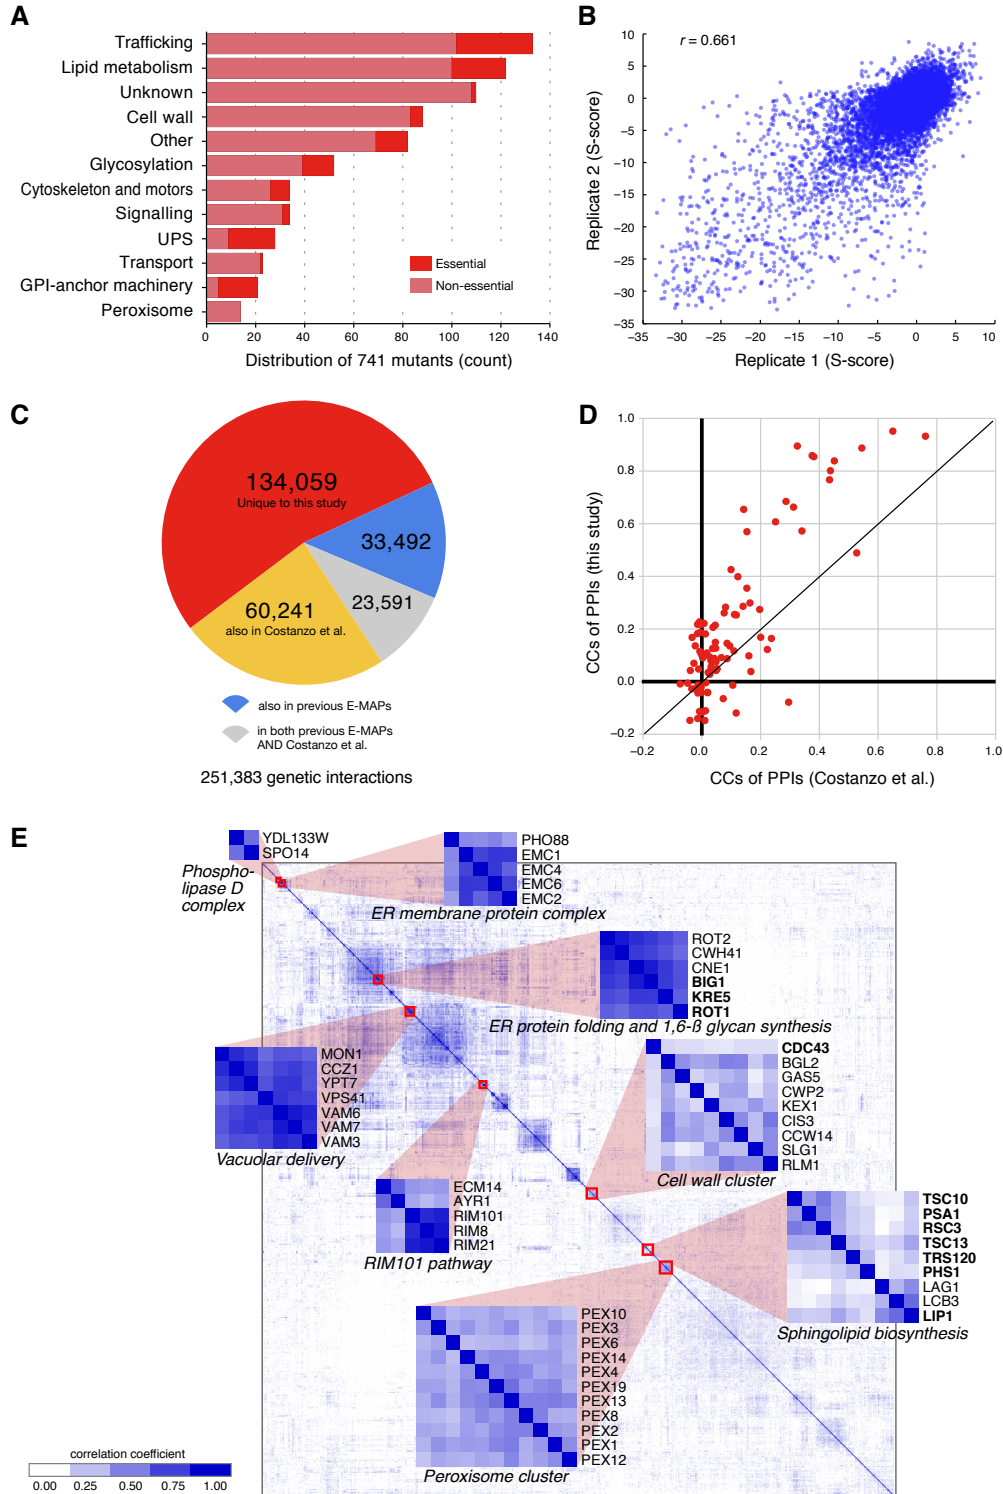 A
Trafficking
Lipid metabolism
Unknown
Cell wall
Other
Glycosylation
Cytoskeleton and motors
Signalling
UPS
Transport
GPI-anchor machinery
Peroxisome
Essential
Non-essential
0 20 40 60 80 100 120 140
Distribution of 741 mutants (count)
B
r = 0.661
10
5
0
−5
−10
−15
−20
−25
−30
−35
Replicate 2 (S-score)
−35 −30 −25 −20 −15 −10 −5 0 5 10
Replicate 1 (S-score)
C
134,059
Unique to this study
33,492
23,591
60,241
also in Costanzo et al.
also in previous E-MAPs
in both previous E-MAPs
AND Costanzo et al.
251,383 genetic interactions
D
1.0
0.8
0.6
0.4
0.2
0.0
−0.2
CCs of PPIs (this study)
−0.2 0.0 0.2 0.4 0.6 0.8 1.0
CCs of PPIs (Costanzo et al.)
E
YDL133W
SPO14
Phospho-
lipase D
complex
PHO88
EMC1
EMC4
EMC6
EMC2
ER membrane protein complex
ROT2
CWH41
CNE1
BIG1
KRE5
ROT1
ER protein folding and 1,6-ß glycan synthesis
MON1
CCZ1
YPT7
VPS41
VAM6
VAM7
VAM3
Vacuolar delivery
CDC43
BGL2
GAS5
CWP2
KEX1
CIS3
CCW14
SLG1
RLM1
Cell wall cluster
ECM14
AYR1
RIM101
RIM8
RIM21
RIM101 pathway
TSC10
PSA1
RSC3
TSC13
TRS120
PHS1
LAG1
LCB3
LIP1
Sphingolipid biosynthesis
PEX10
PEX3
PEX6
PEX14
PEX4
PEX19
PEX13
PEX8
PEX2
PEX1
PEX12
Peroxisome cluster
correlation coefficient
0.00 0.25 0.50 0.75 1.00